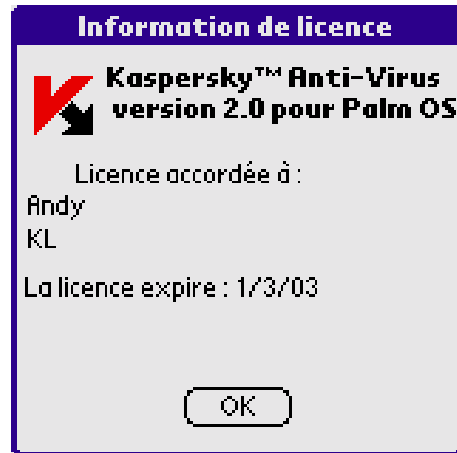 Information de licence
Kaspersky™ Anti-Virus
version 2.0 pour Palm OS
Licence accordée à :
Andy
KL
La licence expire : 1/3/03
OK